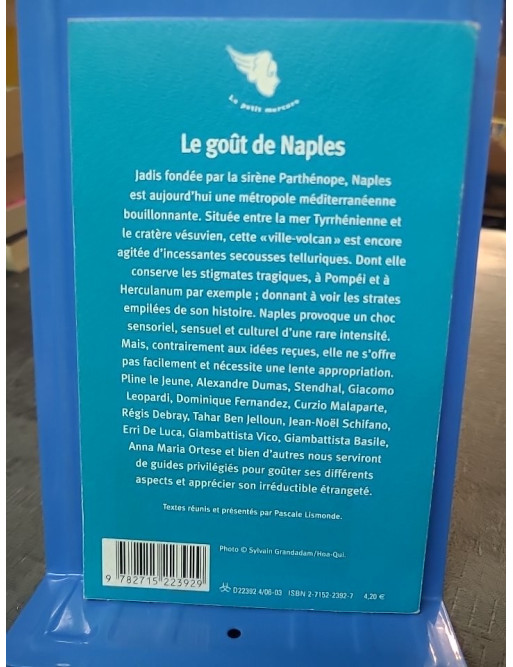 Le petit mercure
Le goût de Naples
Jadis fondée par la sirène Parthénope, Naples
est aujourd'hui une métropole méditerranéenne
bouillonnante. Située entre la mer Tyrrhénienne et
le cratère vésuvien, cette «ville-volcan» est encore
agitée d'incessantes secousses telluriques. Dont elle
conserve les stigmates tragiques, à Pompéi et à
Herculanum par exemple ; donnant à voir les strates
empilées de son histoire. Naples provoque un choc
sensoriel, sensuel et culturel d'une rare intensité.
Mais, contrairement aux idées reçues, elle ne s'offre
pas facilement et nécessite une lente appropriation.
Pline le Jeune, Alexandre Dumas, Stendhal, Giacomo
Leopardi, Dominique Fernandez, Curzio Malaparte,
Régis Debray, Tahar Ben Jelloun, Jean-Noël Schifano,
Erri De Luca, Giambattista Vico, Giambattista Basile,
Anna Maria Ortese et bien d'autres nous serviront
de guides privilégiés pour goûter ses différents
aspects et apprécier son irréductible étrangeté.
Textes réunis et présentés par Pascale Lismonde.
Photo © Sylvain Grandadam/Hoa-Qui.
9 782715 223929
D22392 4/06-03 ISBN 2-7152-2392-7 4,20 €